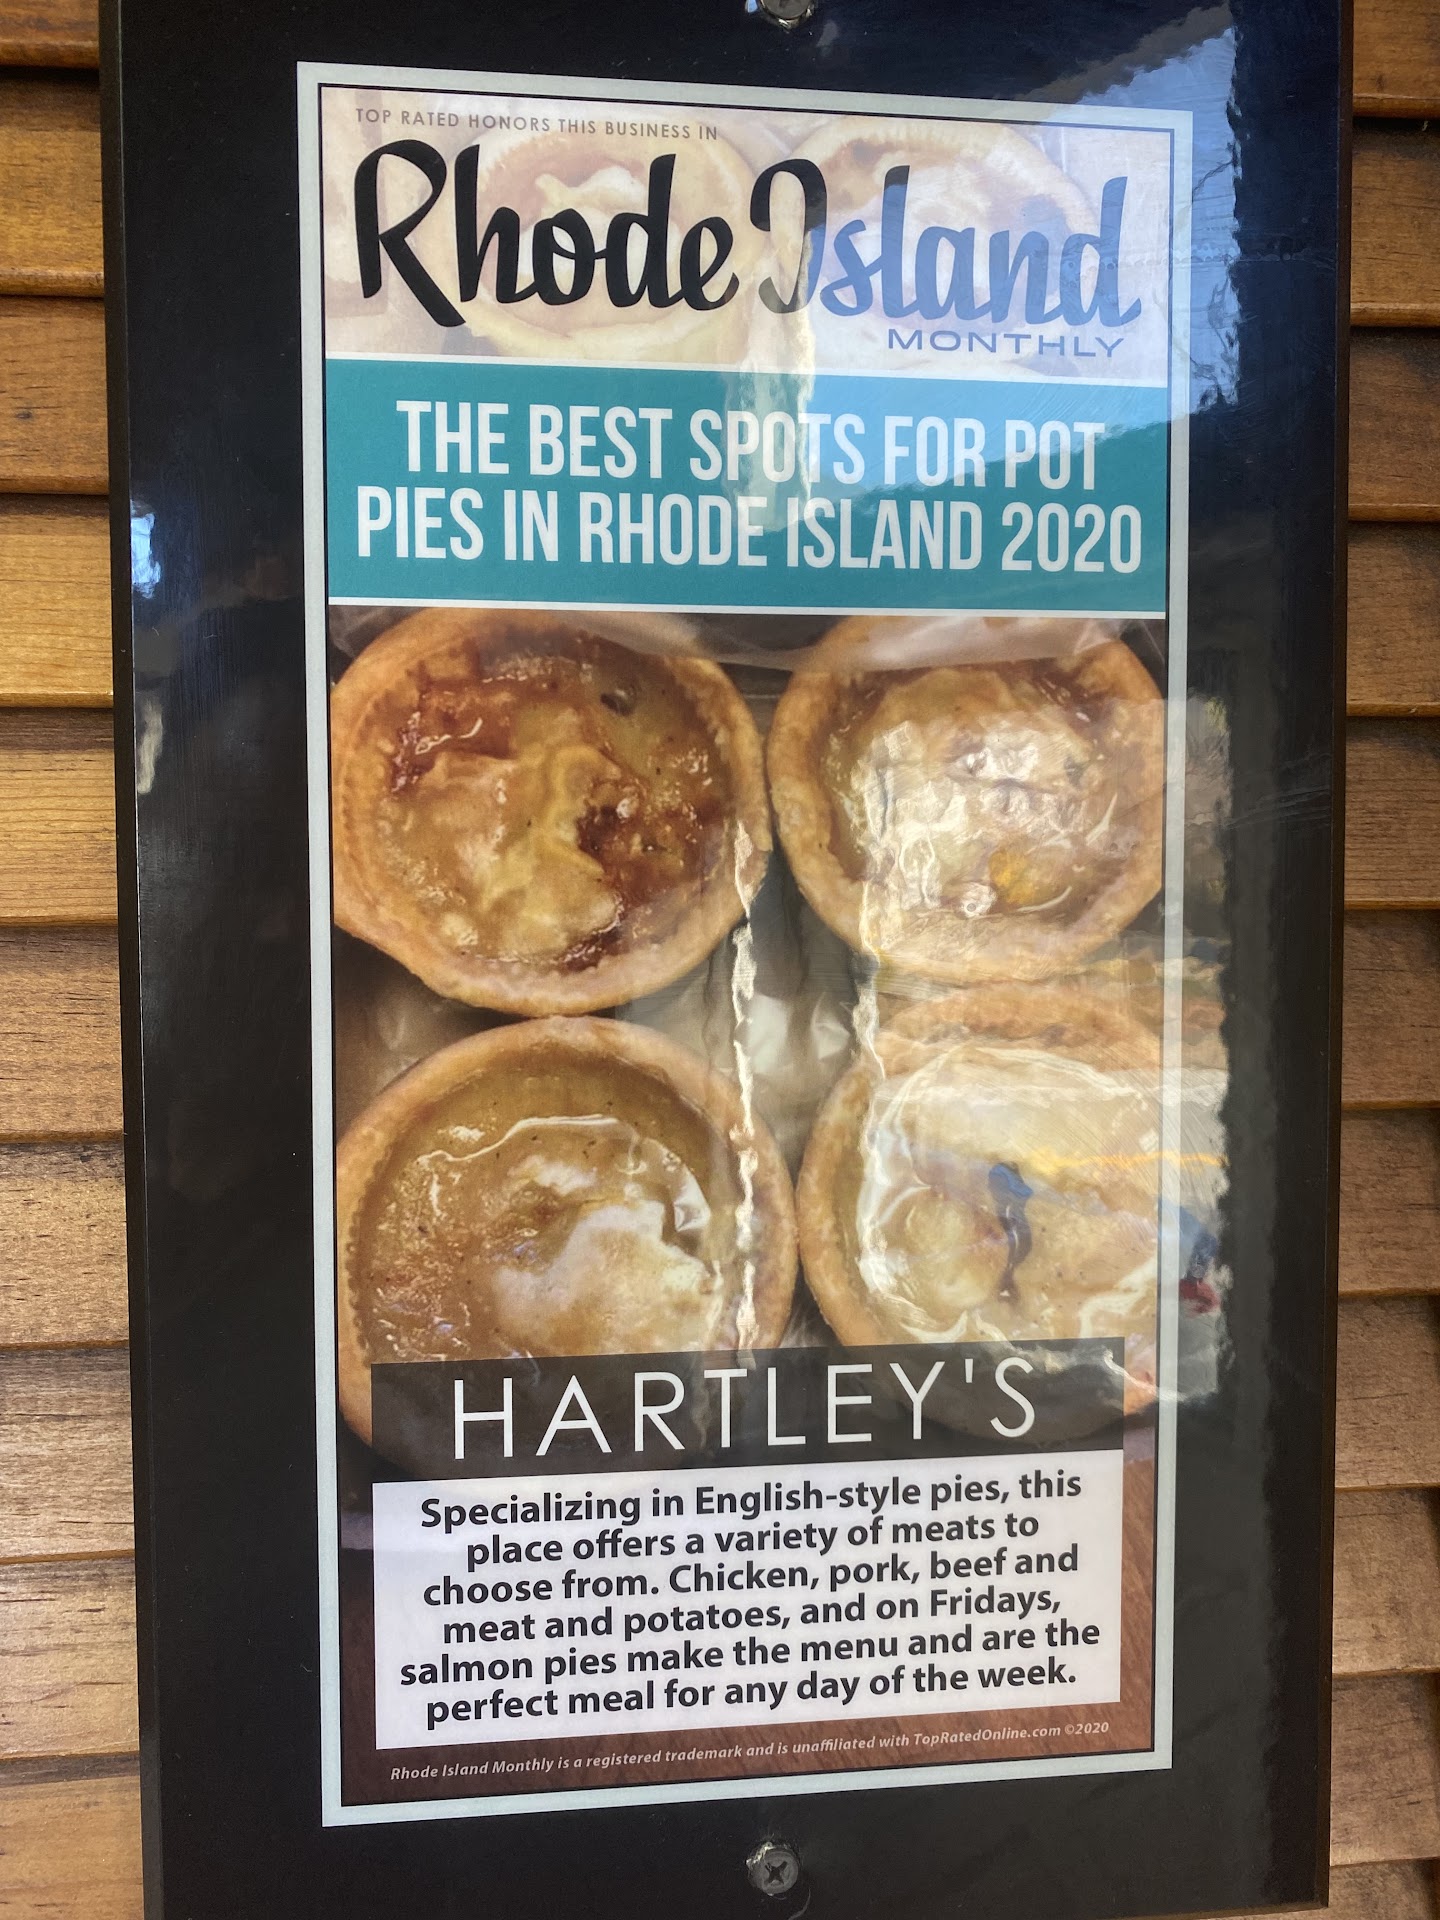 TOP RATED HONORS THIS BUSINESS IN
Rhode Island
MONTHLY
THE BEST SPOTS FOR POT
PIES IN RHODE ISLAND 2020
HARTLEY'S
Specializing in English-style pies, this
place offers a variety of meats to
choose from. Chicken, pork, beef and
meat and potatoes, and on Fridays,
salmon pies make the menu and are the
perfect meal for any day of the week.
Rhode Island Monthly is a registered trademark and is unaffiliated with TopRatedOnline.com ©2020